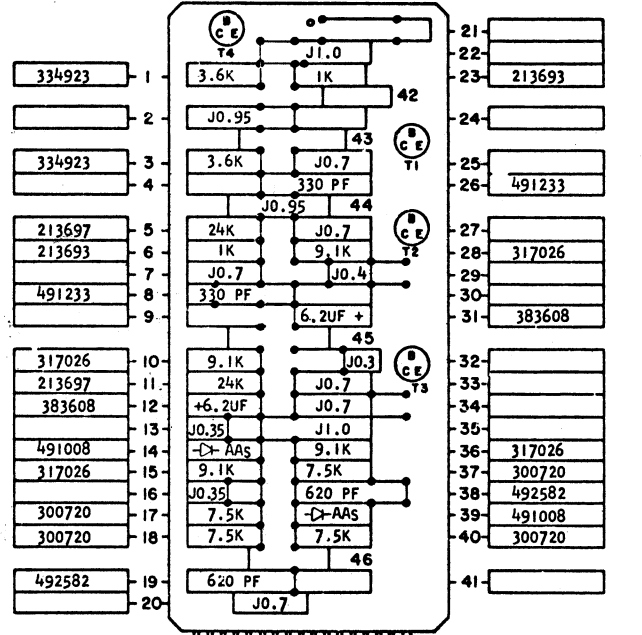 B
C E
T4
21
J1.0
22
334923 1 3.6K 1K 23 213693
42
2 J0.95 24
43 B
C E
T1
334923 3 3.6K J0.7 25
4 330 PF 26 491233
J0.95 44
213697 5 24K J0.7 B
C E
T2 27
213693 6 1K 9.1K 28 317026
7 J0.7 J0.4 29
491233 8 330 PF 30
9 6.2UF + 31 383608
45
317026 10 9.1K J0.3 B
C E
T3 32
213697 11 24K J0.7 33
383608 12 +6.2UF J0.7 34
13 J0.35 J1.0 35
491008 14 AAs 9.1K 36 317026
317026 15 9.1K 7.5K 37 300720
16 J0.35 620 PF 38 492582
300720 17 7.5K AAs 39 491008
300720 18 7.5K 7.5K 40 300720
46
492582 19 620 PF 41
20 J0.7